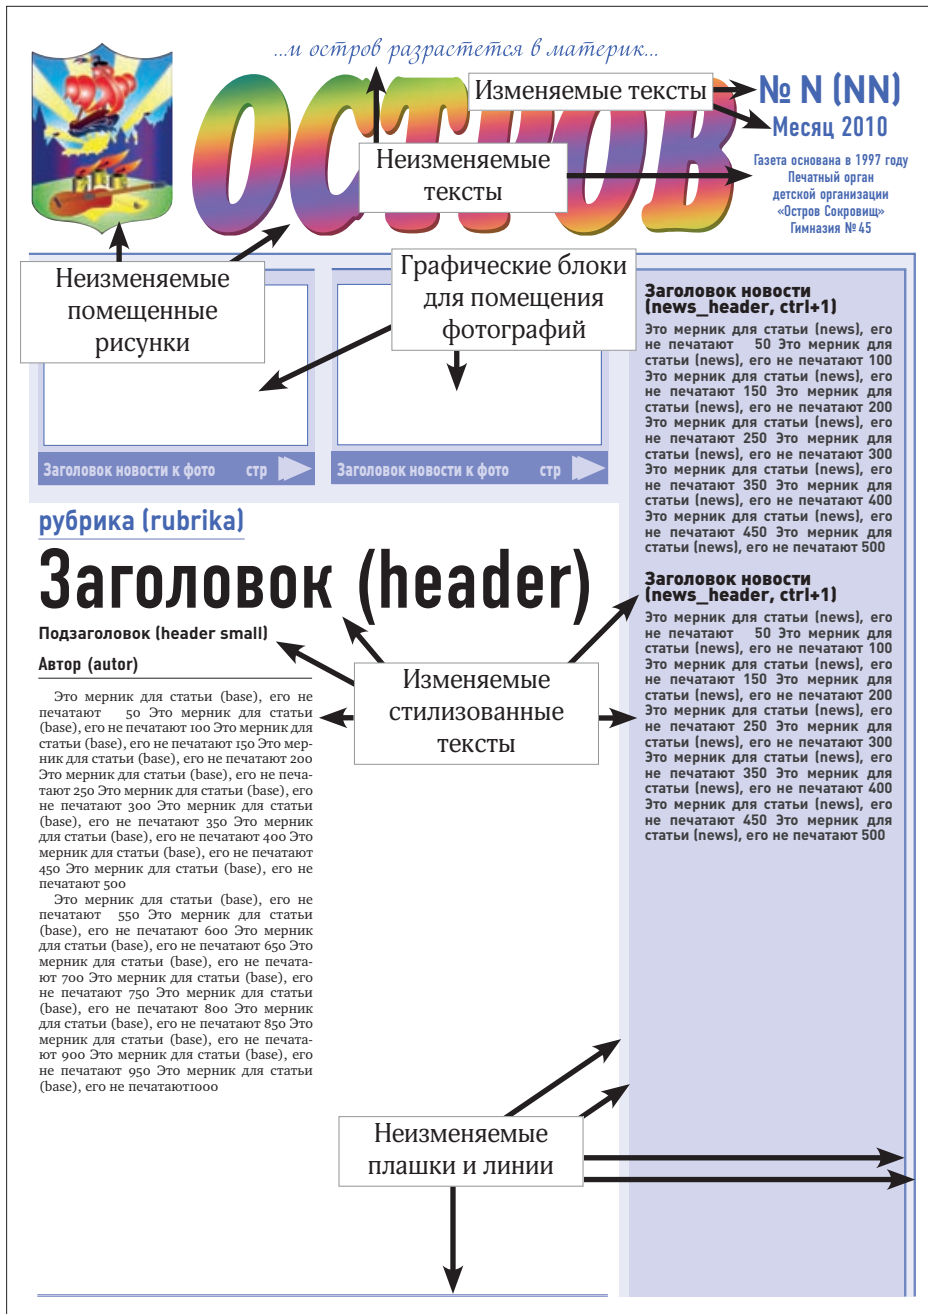 ...и остров разрастется в материк...
ОСТРОВ
Изменяемые тексты
№ N (NN)
Месяц 2010
Неизменяемые
тексты
Газета основана в 1997 году
Печатный орган
детской организации
«Остров Сокровищ»
Гимназия № 45
Неизменяемые
помещенные
рисунки
Графические блоки
для помещения
фотографий
Заголовок новости к фото стр
Заголовок новости к фото стр
рубрика (rubrika)
Заголовок (header)
Подзаголовок (header small)
Автор (autor)
Это мерник для статьи (base), его не
печатают 50 Это мерник для статьи
(base), его не печатают 100 Это мерник для
статьи (base), его не печатают 150 Это мер-
ник для статьи (base), его не печатают 200
Это мерник для статьи (base), его не печа-
тают 250 Это мерник для статьи (base), его
не печатают 300 Это мерник для статьи
(base), его не печатают 350 Это мерник
для статьи (base), его не печатают 400 Это
мерник для статьи (base), его не печатают
450 Это мерник для статьи (base), его не
печатают 500
Это мерник для статьи (base), его не
печатают 550 Это мерник для статьи
(base), его не печатают 600 Это мерник
для статьи (base), его не печатают 650 Это
мерник для статьи (base), его не печата-
ют 700 Это мерник для статьи (base), его
не печатают 750 Это мерник для статьи
(base), его не печатают 800 Это мерник
для статьи (base), его не печатают 850 Это
мерник для статьи (base), его не печата-
ют 900 Это мерник для статьи (base), его
не печатают 950 Это мерник для статьи
(base), его не печатают1000
Изменяемые
стилизованные
тексты
Неизменяемые
плашки и линии
Заголовок новости
(news_header, ctrl+1)
Это мерник для статьи (news), его
не печатают 50 Это мерник для
статьи (news), его не печатают 100
Это мерник для статьи (news), его
не печатают 150 Это мерник для
статьи (news), его не печатают 200
Это мерник для статьи (news), его
не печатают 250 Это мерник для
статьи (news), его не печатают 300
Это мерник для статьи (news), его
не печатают 350 Это мерник для
статьи (news), его не печатают 400
Это мерник для статьи (news), его
не печатают 450 Это мерник для
статьи (news), его не печатают 500
Заголовок новости
(news_header, ctrl+1)
Это мерник для статьи (news), его
не печатают 50 Это мерник для
статьи (news), его не печатают 100
Это мерник для статьи (news), его
не печатают 150 Это мерник для
статьи (news), его не печатают 200
Это мерник для статьи (news), его
не печатают 250 Это мерник для
статьи (news), его не печатают 300
Это мерник для статьи (news), его
не печатают 350 Это мерник для
статьи (news), его не печатают 400
Это мерник для статьи (news), его
не печатают 450 Это мерник для
статьи (news), его не печатают 500